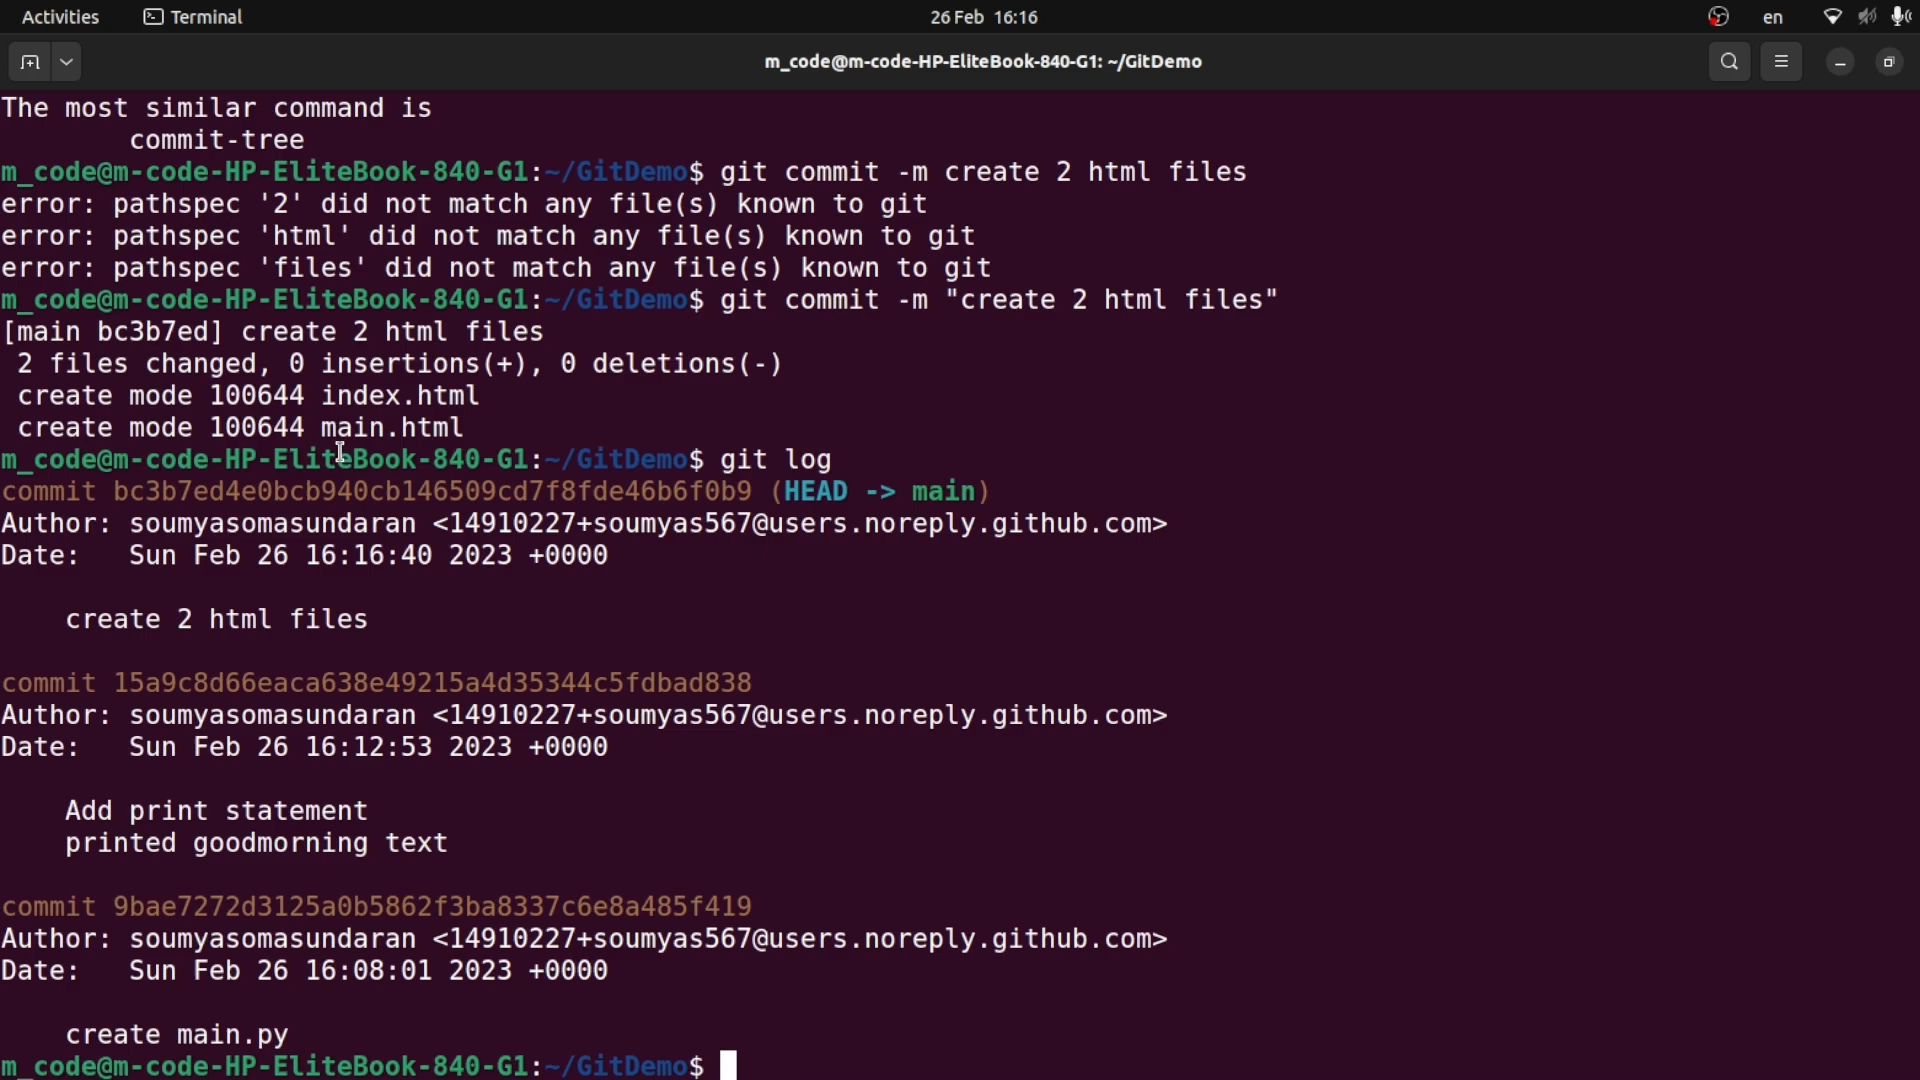 Activities
Terminal
26 Feb 16:16
en
m_code@m-code-HP-EliteBook-840-G1: ~/GitDemo
The most similar command is
commit-tree
m_code@m-code-HP-EliteBook-840-G1:~/GitDemo$ git commit -m create 2 html files
error: pathspec '2' did not match any file(s) known to git
error: pathspec 'html' did not match any file(s) known to git
error: pathspec 'files' did not match any file(s) known to git
m_code@m-code-HP-EliteBook-840-G1:~/GitDemo$ git commit -m "create 2 html files"
[main bc3b7ed] create 2 html files
2 files changed, 0 insertions(+), 0 deletions(-)
create mode 100644 index.html
create mode 100644 main.html
m_code@m-code-HP-EliteBook-840-G1:~/GitDemo$ git log
commit bc3b7ed4e0bcb940cb146509cd7f8fde46b6f0b9 (HEAD -> main)
Author: soumyasomasundaran <14910227+soumyas567@users.noreply.github.com>
Date:   Sun Feb 26 16:16:40 2023 +0000
create 2 html files
commit 15a9c8d66eaca638e49215a4d35344c5fdbad838
Author: soumyasomasundaran <14910227+soumyas567@users.noreply.github.com>
Date:   Sun Feb 26 16:12:53 2023 +0000
Add print statement
printed goodmorning text
commit 9bae7272d3125a0b5862f3ba8337c6e8a485f419
Author: soumyasomasundaran <14910227+soumyas567@users.noreply.github.com>
Date:   Sun Feb 26 16:08:01 2023 +0000
create main.py
m_code@m-code-HP-EliteBook-840-G1:~/GitDemo$